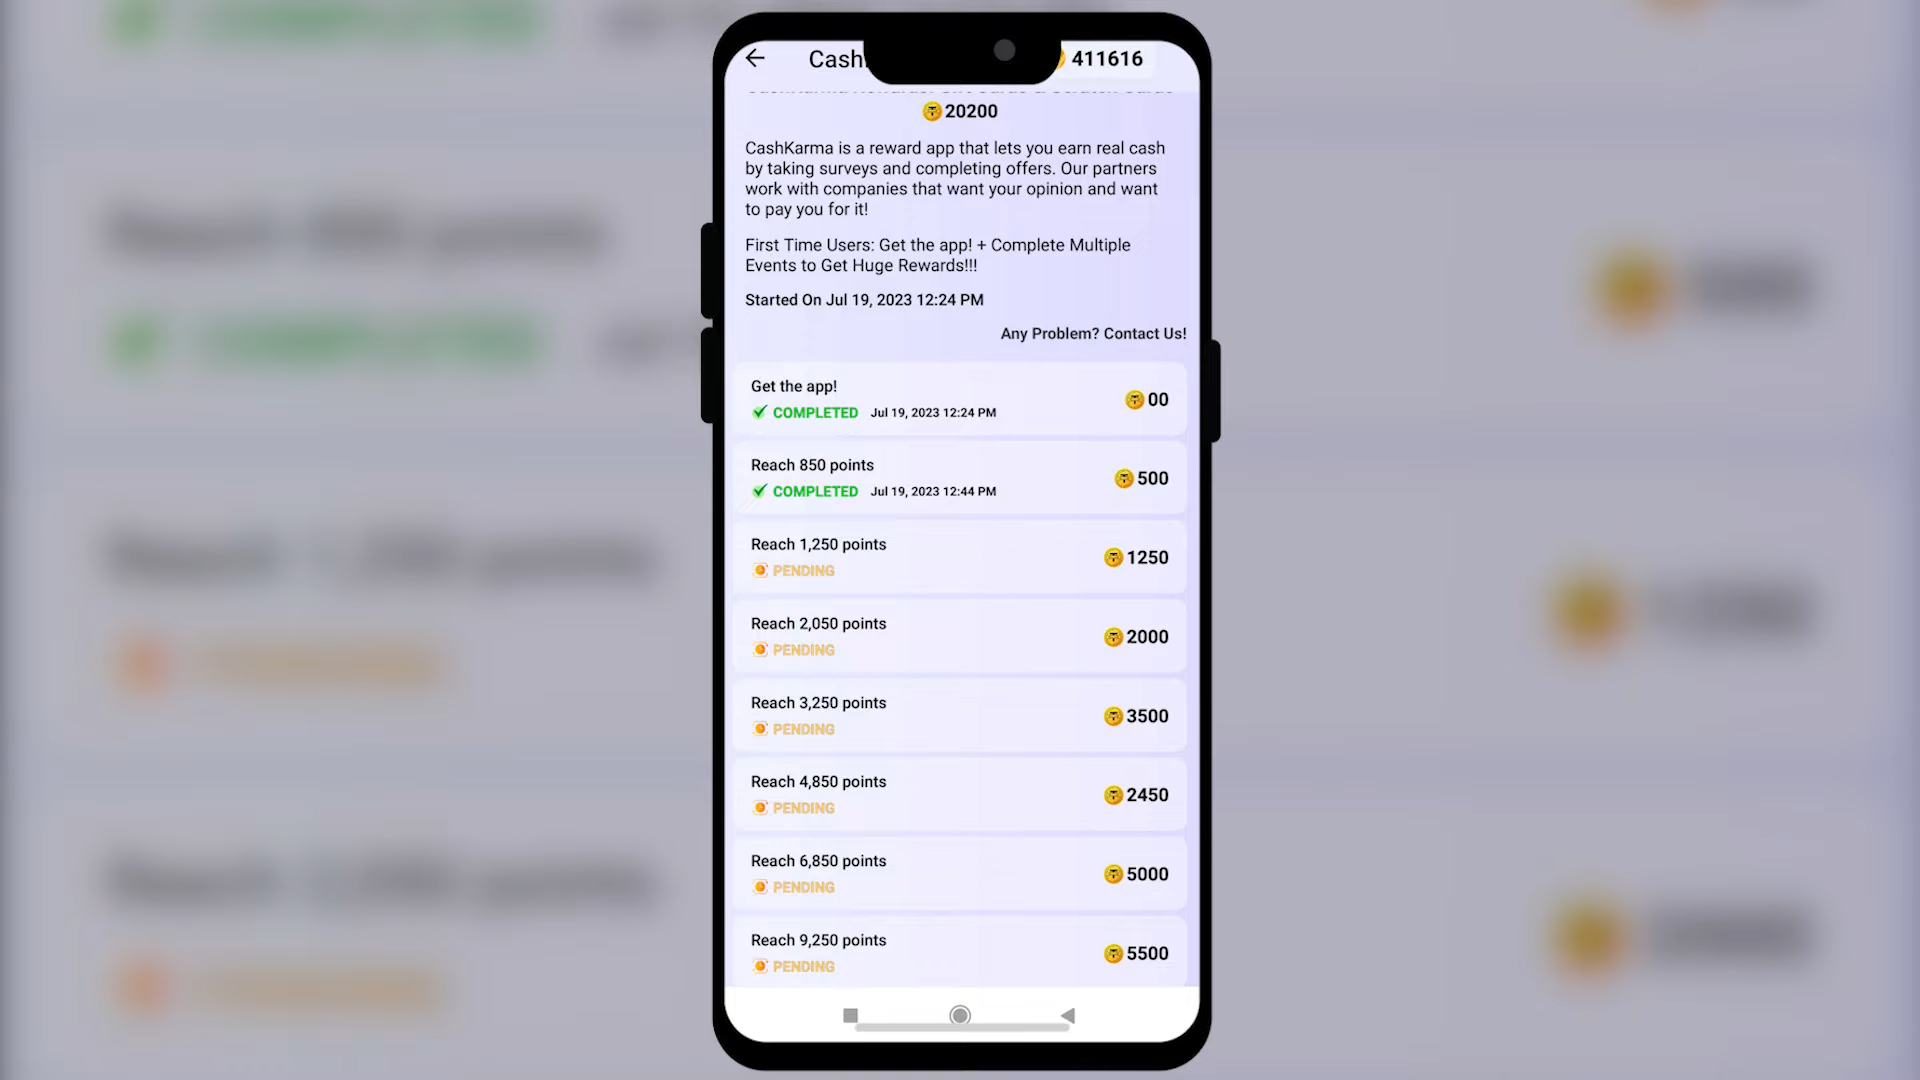 Cash
411616
20200
CashKarma is a reward app that lets you earn real cash
by taking surveys and completing offers. Our partners
work with companies that want your opinion and want
to pay you for it!
First Time Users: Get the app! + Complete Multiple
Events to Get Huge Rewards!!!
Started On Jul 19, 2023 12:24 PM
Any Problem? Contact Us!
Get the app!
00
COMPLETED Jul 19, 2023 12:24 PM
Reach 850 points
500
COMPLETED Jul 19, 2023 12:44 PM
Reach 1,250 points
1250
PENDING
Reach 2,050 points
2000
PENDING
Reach 3,250 points
3500
PENDING
Reach 4,850 points
2450
PENDING
Reach 6,850 points
5000
PENDING
Reach 9,250 points
5500
PENDING